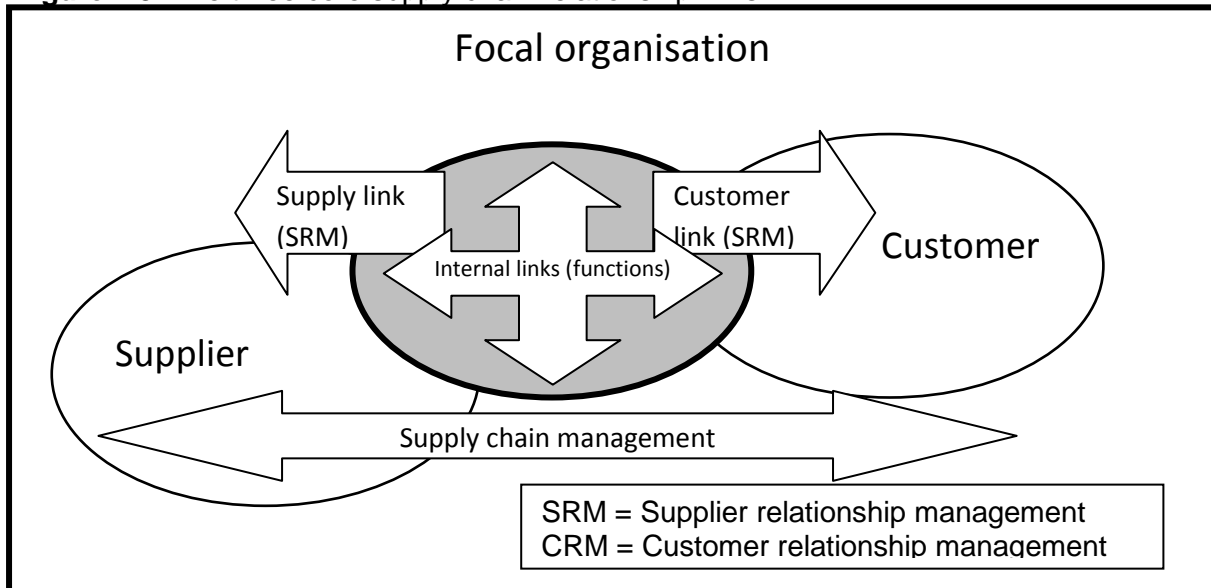 Focal organisation
Supply link
(SRM)
Customer
link (SRM)
Internal links (functions)
Customer
Supplier
Supply chain management
SRM = Supplier relationship management
CRM = Customer relationship management